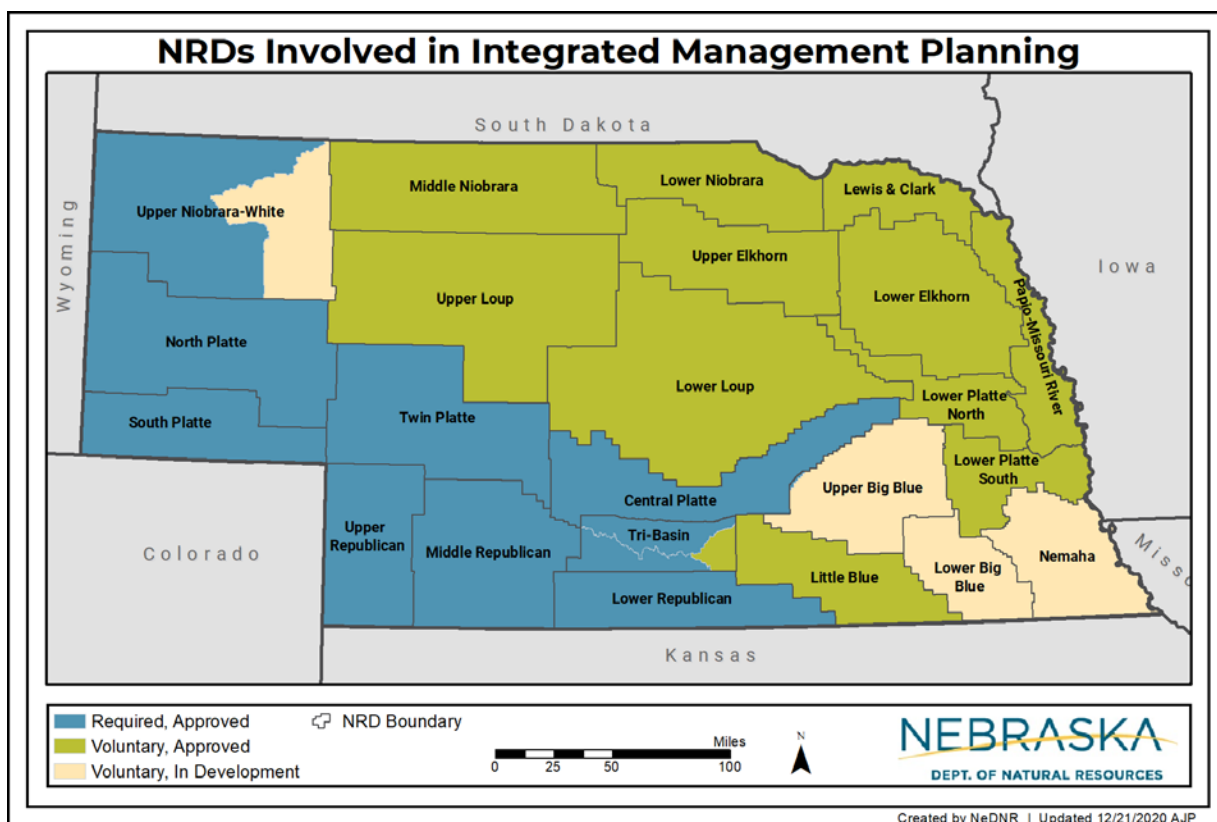 NRDs Involved in Integrated Management Planning
South Dakota
Wyoming
Iowa
Colorado
Kansas
Middle Niobrara
Lower Niobrara
Lewis & Clark
Upper Niobrara-White
Upper Elkhorn
Lower Elkhorn
Papio-Missouri River
Upper Loup
North Platte
Lower Loup
Lower Platte
North
South Platte
Twin Platte
Lower Platte
South
Upper Big Blue
Central Platte
Upper
Republican
Middle Republican
Tri-Basin
Nemaha
Lower Big
Blue
Little Blue
Lower Republican
Misso
Required, Approved
Voluntary, Approved
Voluntary, In Development
NRD Boundary
Miles
0 25 50 100
N
NEBRASKA
DEPT. OF NATURAL RESOURCES
Created by NeDNR | Updated 12/21/2020 AJP